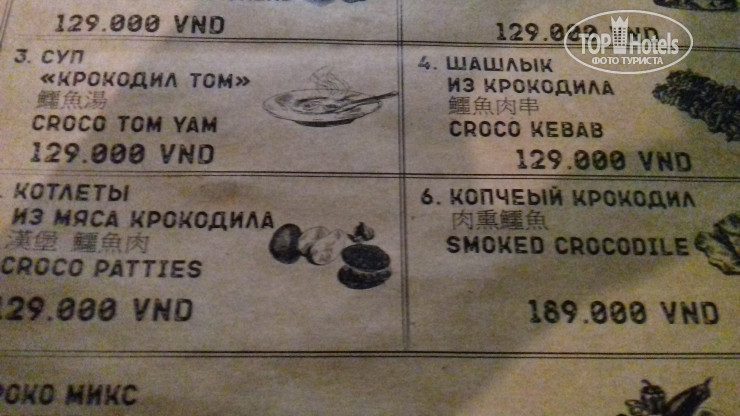 129.000 VND
129.000 VND
TOP Hotels
ФОТО ТУРИСТА
3. СУП
«КРОКОДИЛ ТОМ»
鱷魚湯
CROCO TOM YAM
129.000 VND
4. ШАШЛЫК
ИЗ КРОКОДИЛА
鱷魚肉串
CROCO KEBAB
129.000 VND
КОТЛЕТЫ
ИЗ МЯСА КРОКОДИЛА
漢堡 鱷魚肉
CROCO PATTIES
129.000 VND
6. КОПЧЕЫЙ КРОКОДИЛ
肉熏鱷魚
SMOKED CROCODILE
189.000 VND
РОКО МИКС